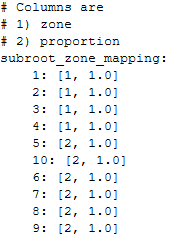 # Columns are
# 1) zone
# 2) proportion
subroot_zone_mapping:
    1: [1, 1.0]
    2: [1, 1.0]
    3: [1, 1.0]
    4: [1, 1.0]
    5: [2, 1.0]
    10: [2, 1.0]
    6: [2, 1.0]
    7: [2, 1.0]
    8: [2, 1.0]
    9: [2, 1.0]